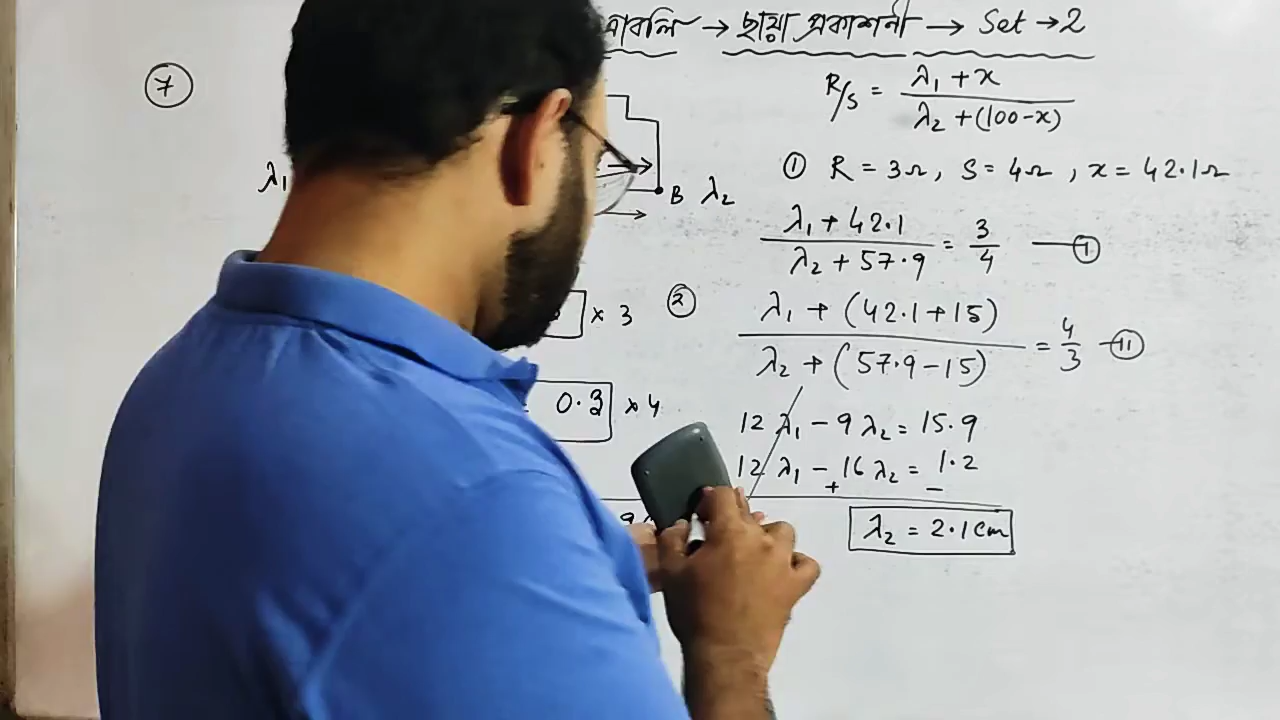 → ছায়া প্রকাশনী → Set → 2
7
R/S = (λ₁ + x) / (λ₂ + (100-x))
λ₁
B λ₂
① R = 3Ω, S = 4Ω, x = 42.1Ω
(λ₁ + 42.1) / (λ₂ + 57.9) = 3/4 — Ⓘ
× 3
② (λ₁ + (42.1+15)) / (λ₂ + (57.9-15)) = 4/3 — ⒾⒾ
= 0.3 × 4
12 λ₁ - 9 λ₂ = 15.9
12 λ₁ - 16 λ₂ = 1.2
+ -
λ₂ = 2.1 cm